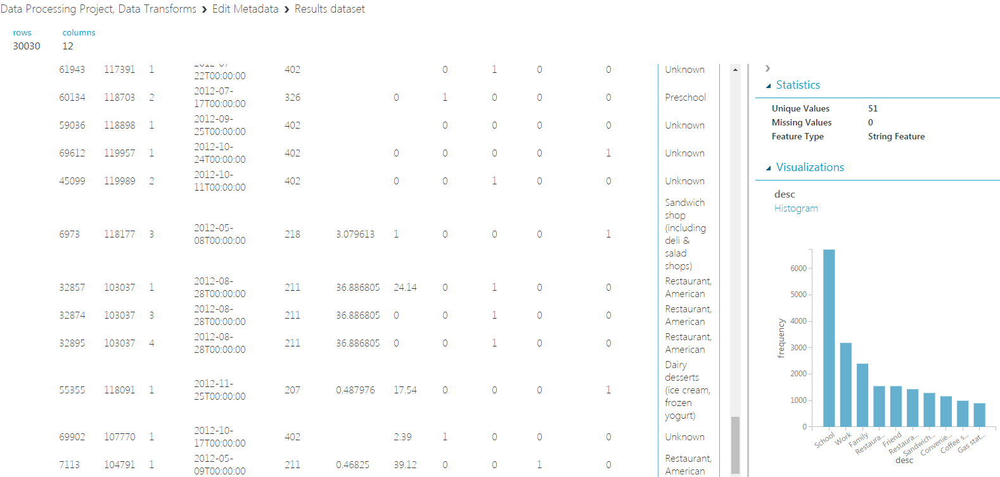 Data Processing Project, Data Transforms › Edit Metadata › Results dataset
rows columns
30030 12
61943 117391 1 22T00:00:00 402 0 1 0 0 Unknown
60134 118703 2 2012-07-17T00:00:00 326 0 1 0 0 0 Preschool
59036 118898 1 2012-09-25T00:00:00 402 0 0 0 0 Unknown
69612 119957 1 2012-10-24T00:00:00 402 0 0 0 0 1 Unknown
45099 119989 2 2012-10-11T00:00:00 402 0 0 1 0 0 Unknown
6973 118177 3 2012-05-08T00:00:00 218 3.079613 1 0 0 0 1 Sandwich shop (including deli & salad shops)
32857 103037 1 2012-08-28T00:00:00 211 36.886805 24.14 0 1 0 0 Restaurant, American
32874 103037 3 2012-08-28T00:00:00 211 36.886805 0 0 1 0 0 Restaurant, American
32895 103037 4 2012-08-28T00:00:00 211 36.886805 0 0 1 0 0 Restaurant, American
55355 118091 1 2012-11-25T00:00:00 207 0.487976 17.54 0 0 0 1 Dairy desserts (ice cream, frozen yogurt)
69902 107770 1 2012-10-17T00:00:00 402 2.39 1 0 0 0 Unknown
7113 104791 1 2012-05-09T00:00:00 211 0.46825 39.12 0 0 1 0 Restaurant, American
Statistics
Unique Values 51
Missing Values 0
Feature Type String Feature
Visualizations
desc
Histogram
frequency
6000
5000
4000
3000
2000
1000
0
School
Work
Family
Restaura...
Friend
Restaura...
Sandwich...
Convenie...
Coffee s...
Gas stat...
desc